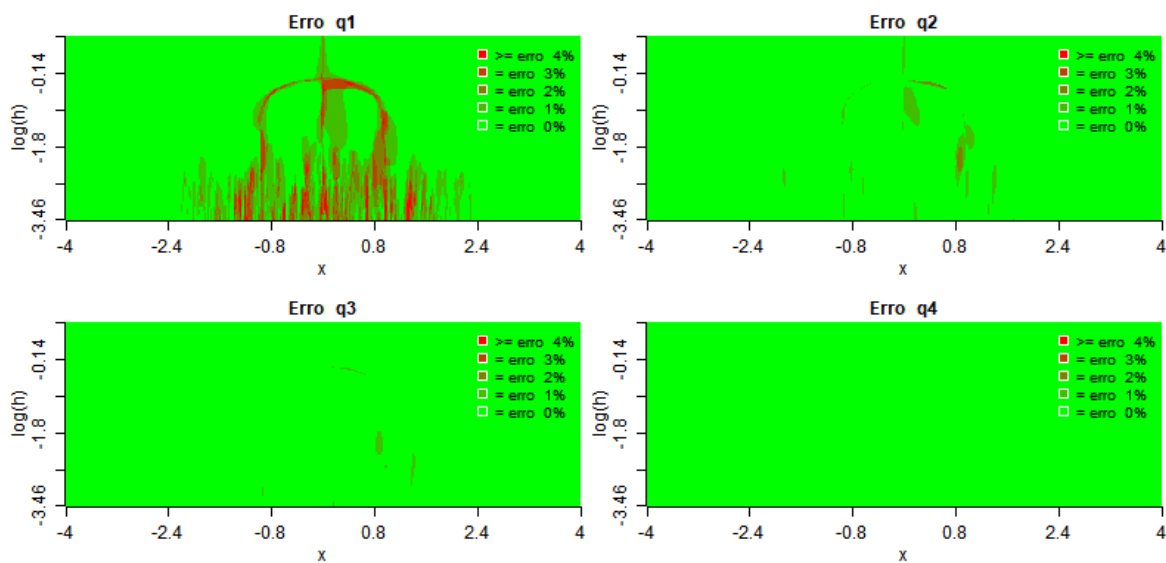 Erro q1
>= erro 4%
= erro 3%
= erro 2%
= erro 1%
= erro 0%
log(h)
-0.14
-1.8
-3.46
-4
-2.4
-0.8
0.8
2.4
4
x
Erro q2
>= erro 4%
= erro 3%
= erro 2%
= erro 1%
= erro 0%
log(h)
-0.14
-1.8
-3.46
-4
-2.4
-0.8
0.8
2.4
4
x
Erro q3
>= erro 4%
= erro 3%
= erro 2%
= erro 1%
= erro 0%
log(h)
-0.14
-1.8
-3.46
-4
-2.4
-0.8
0.8
2.4
4
x
Erro q4
>= erro 4%
= erro 3%
= erro 2%
= erro 1%
= erro 0%
log(h)
-0.14
-1.8
-3.46
-4
-2.4
-0.8
0.8
2.4
4
x